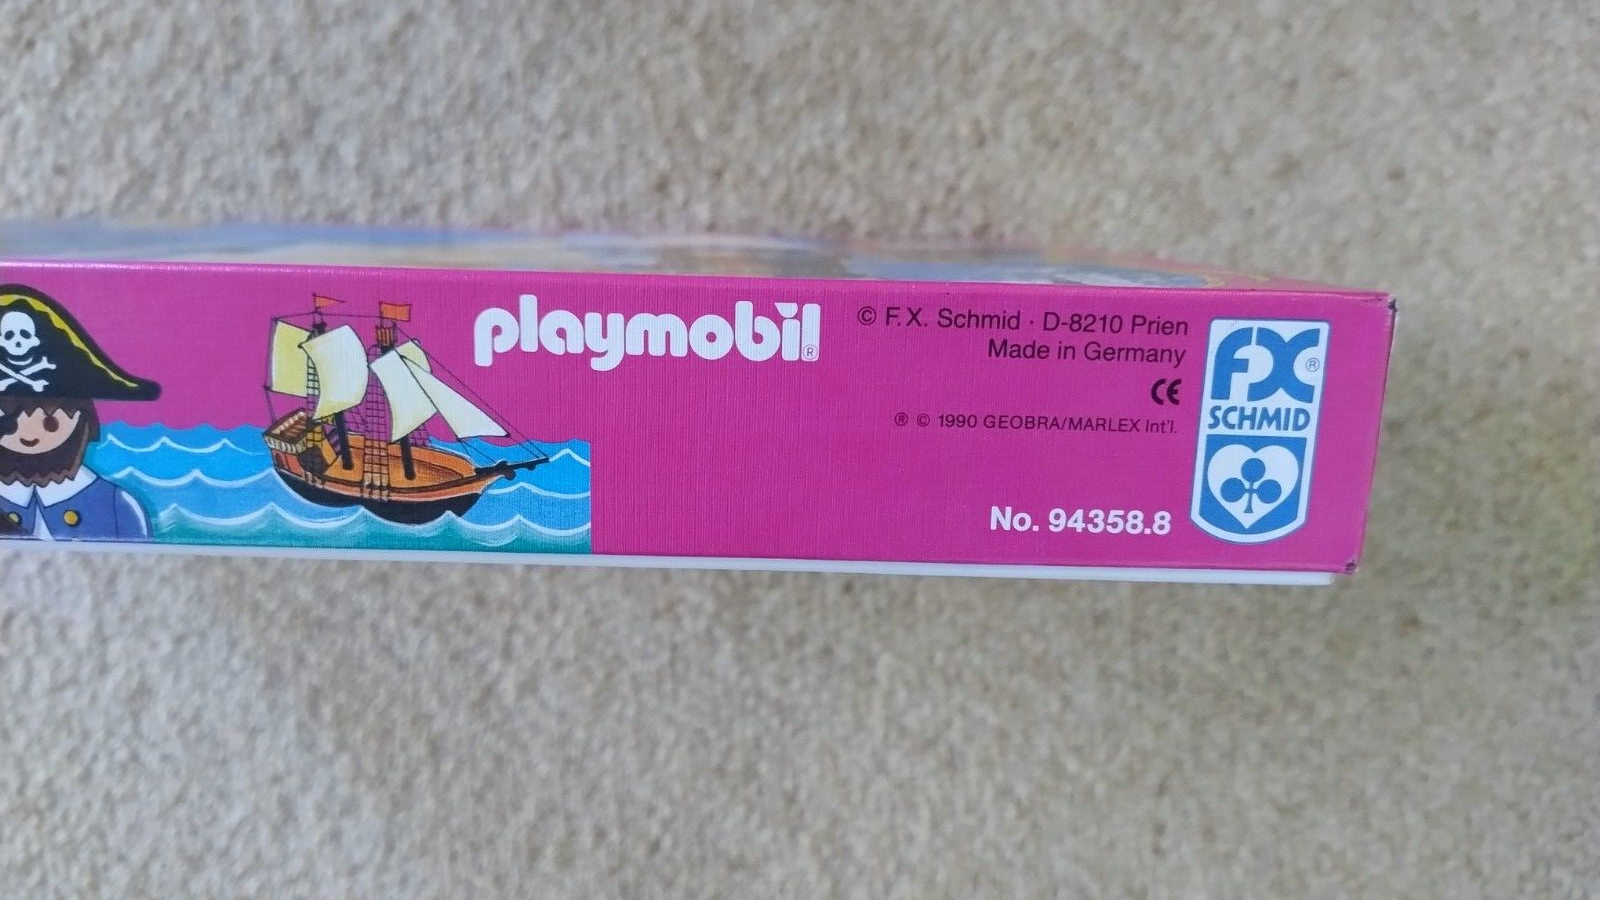 playmobil®
© F.X. Schmid · D-8210 Prien
Made in Germany
CE
® © 1990 GEOBRA/MARLEX Int'l.
No. 94358.8
FX®
SCHMID